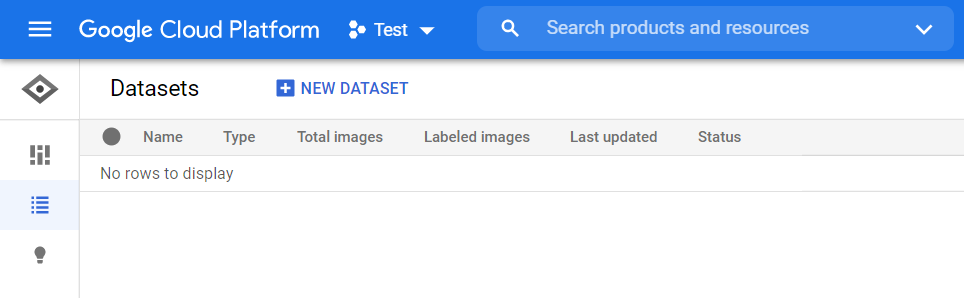 Google Cloud Platform Test Search products and resources
Datasets NEW DATASET
Name Type Total images Labeled images Last updated Status
No rows to display